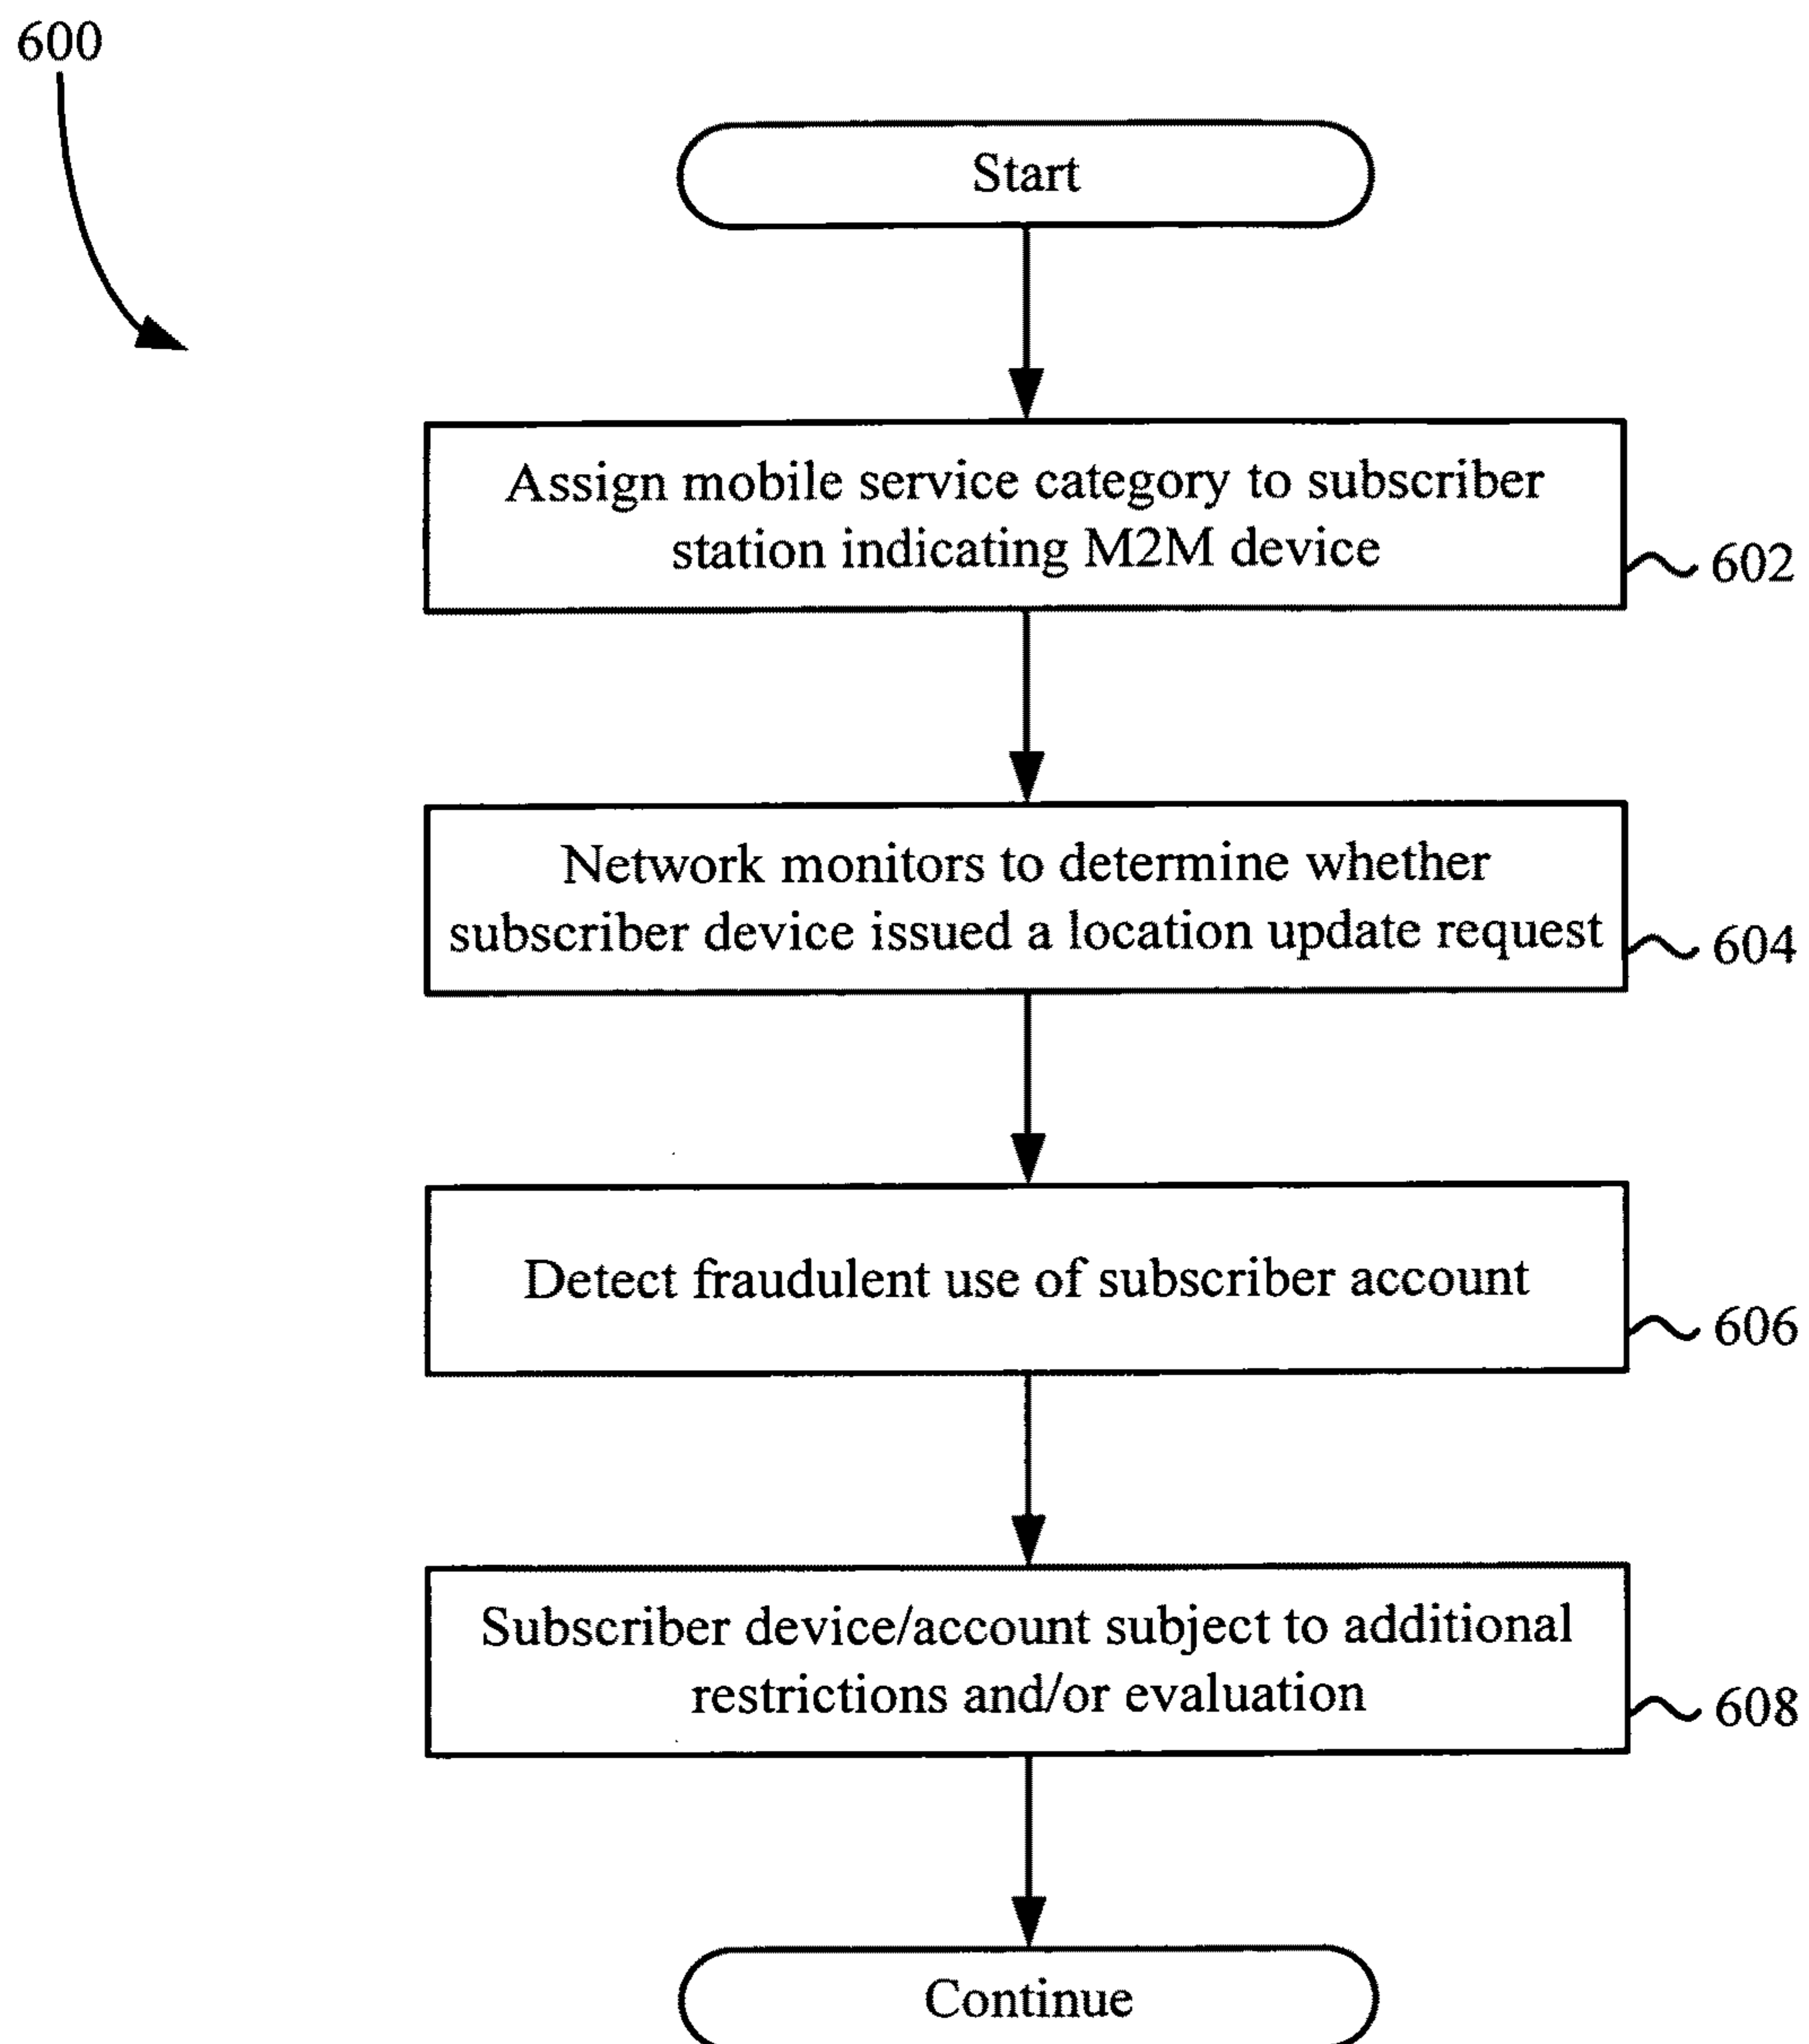 600
Start
Assign mobile service category to subscriber
station indicating M2M device
602
Network monitors to determine whether
subscriber device issued a location update request
604
Detect fraudulent use of subscriber account
606
Subscriber device/account subject to additional
restrictions and/or evaluation
608
Continue